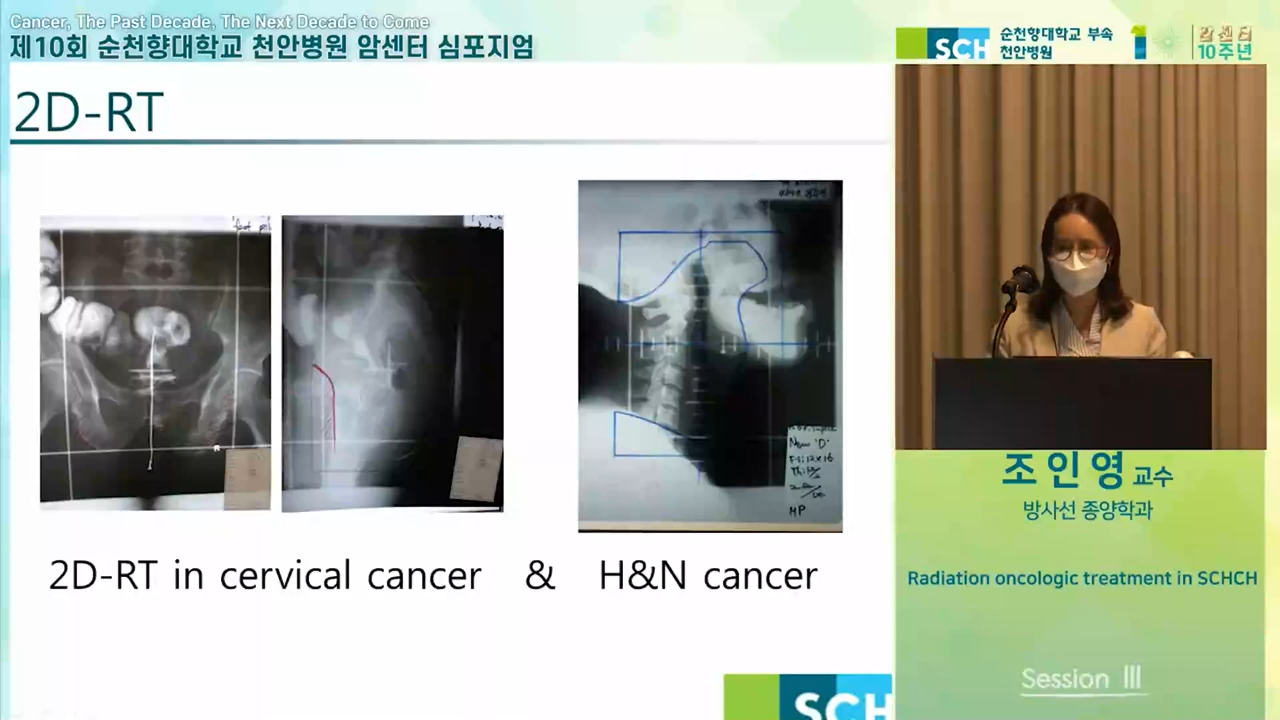 Cancer, The Past Decade, The Next Decade to Come
제10회 순천향대학교 천안병원 암센터 심포지엄
SCH
순천향대학교 부속
천안병원
암센터
10주년
2D-RT
2D-RT in cervical cancer & H&N cancer
조인영 교수
방사선 종양학과
Radiation oncologic treatment in SCHCH
Session III
SCH